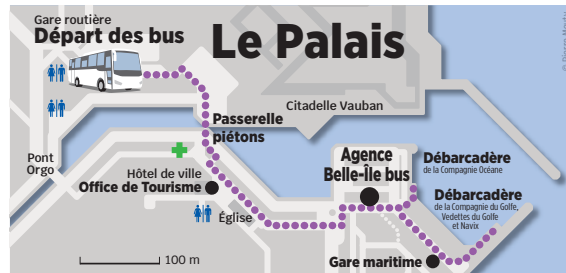 Gare routière
Départ des bus
Le Palais
Citadelle Vauban
Passerelle
piétons
Pont
Orgo
Hôtel de ville
Office de Tourisme
Église
Agence
Belle-Île bus
Débarcadère
de la Compagnie Océane
Débarcadère
de la Compagnie du Golfe,
Vedettes du Golfe
et Navix
Gare maritime
100 m